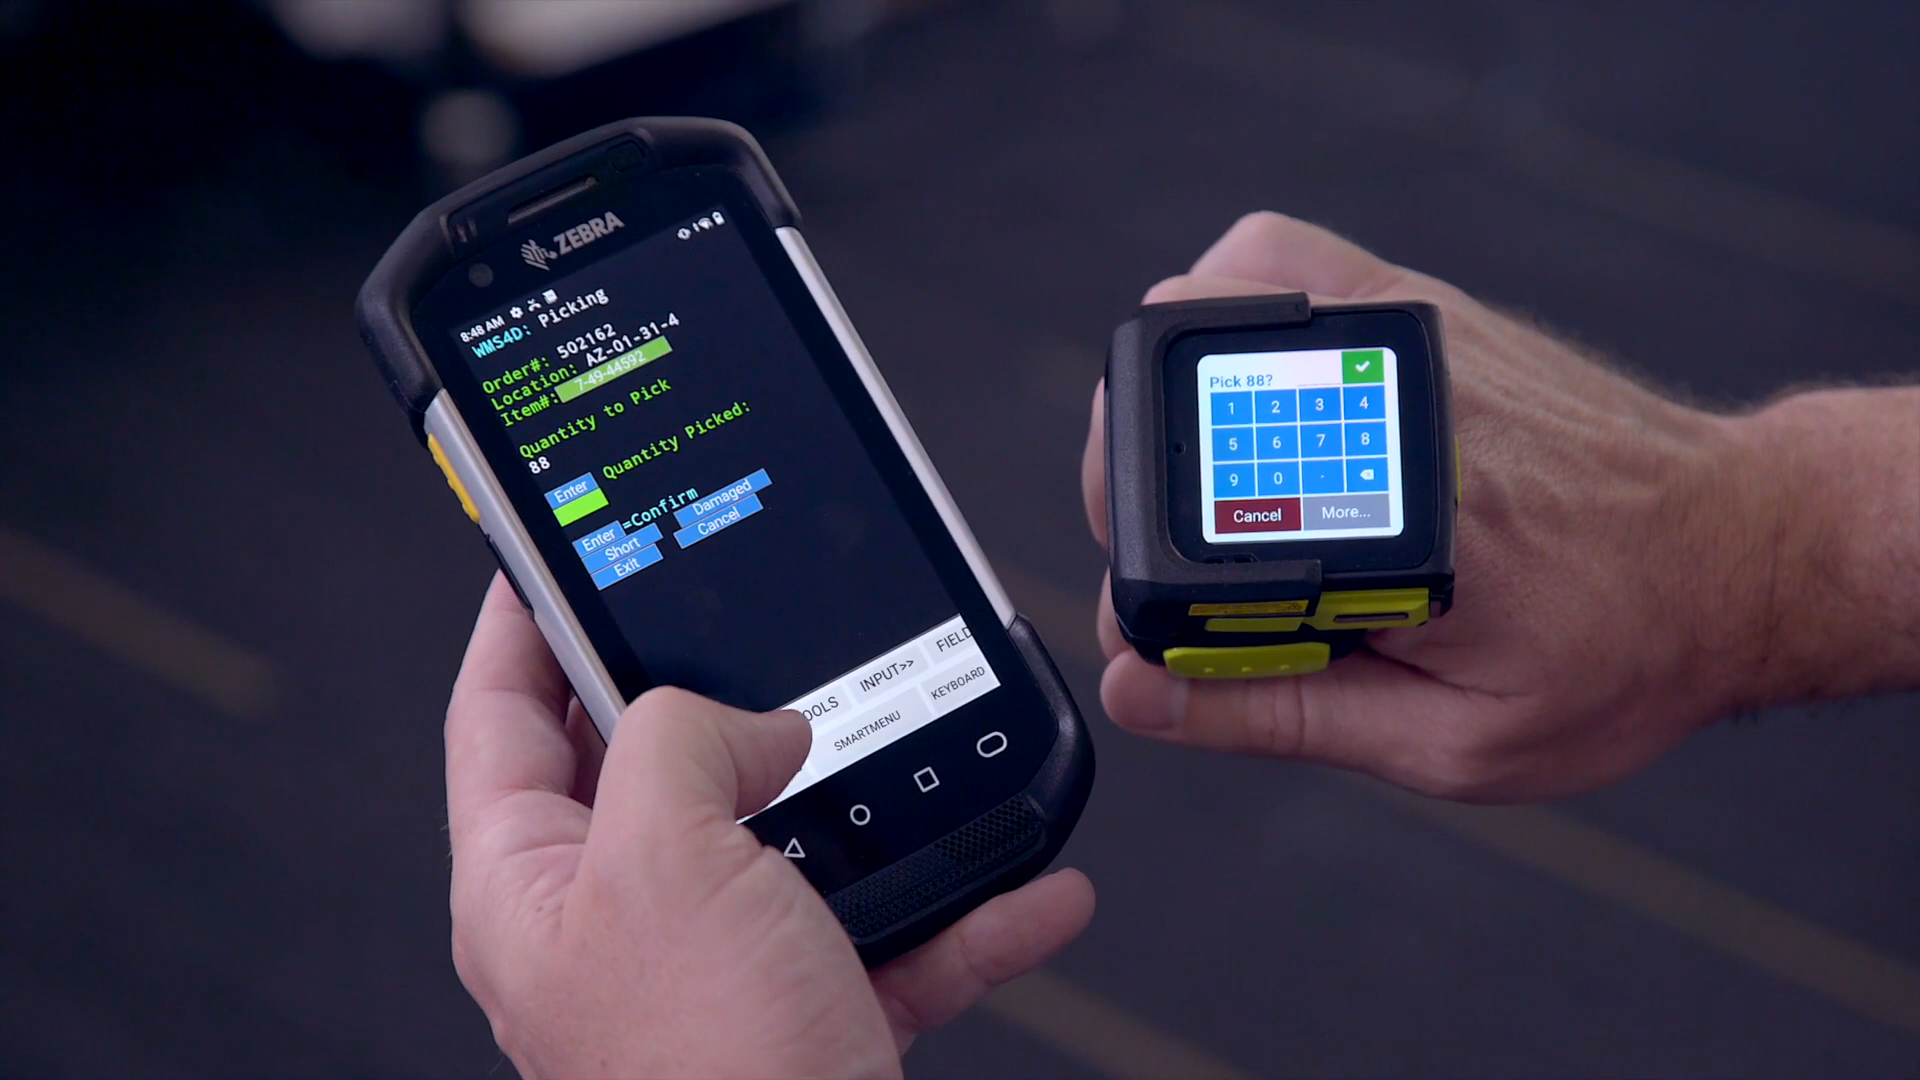 ZEBRA
8:48 AM
WMS4D: Picking
Order#: 502162
Location: AZ-01-31-4
Item#: 7-49-44592
Quantity to Pick
88
Quantity Picked:
Enter
Enter =Confirm
Short Damaged
Exit Cancel
INPUT>> FIELD
SMARTMENU KEYBOARD
Pick 88?
1 2 3 4
5 6 7 8
9 0 .
Cancel More...